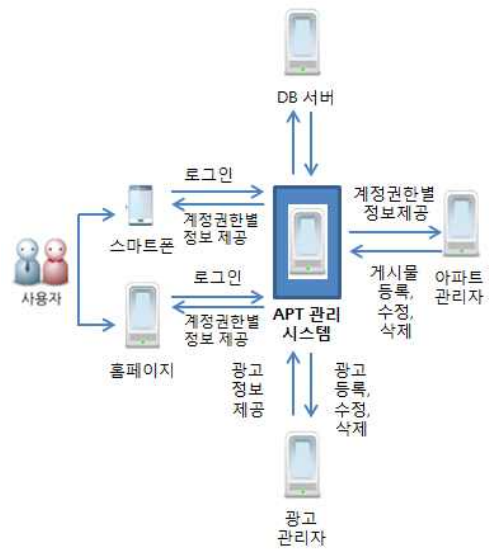 DB 서버
로그인
계정권한별
정보 제공
스마트폰
계정권한별
정보제공
사용자
로그인
계정권한별
정보 제공
홈페이지
APT 관리
시스템
게시물
등록,
수정,
삭제
아파트
관리자
광고
정보
제공
광고
등록,
수정,
삭제
광고
관리자